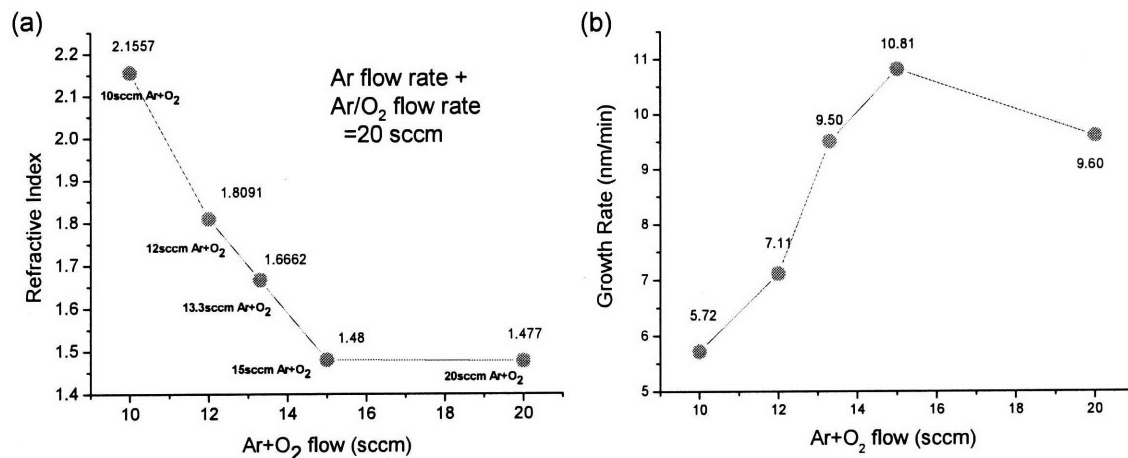 (a)
2.2
2.15
2.1
2.0
1.9
1.8
1.7
1.6
1.5
1.4
2.1557
10sccm Ar+O₂
1.8091
12sccm Ar+O₂
1.6662
13.3sccm Ar+O₂
1.48
15sccm Ar+O₂
1.477
20sccm Ar+O₂
Ar flow rate +
Ar/O₂ flow rate
=20 sccm
Refractive Index
10 12 14 16 18 20
Ar+O₂ flow (sccm)
(b)
11
10
9
8
7
6
5
5.72
7.11
9.50
10.81
9.60
Growth Rate (nm/min)
10 12 14 16 18 20
Ar+O₂ flow (sccm)